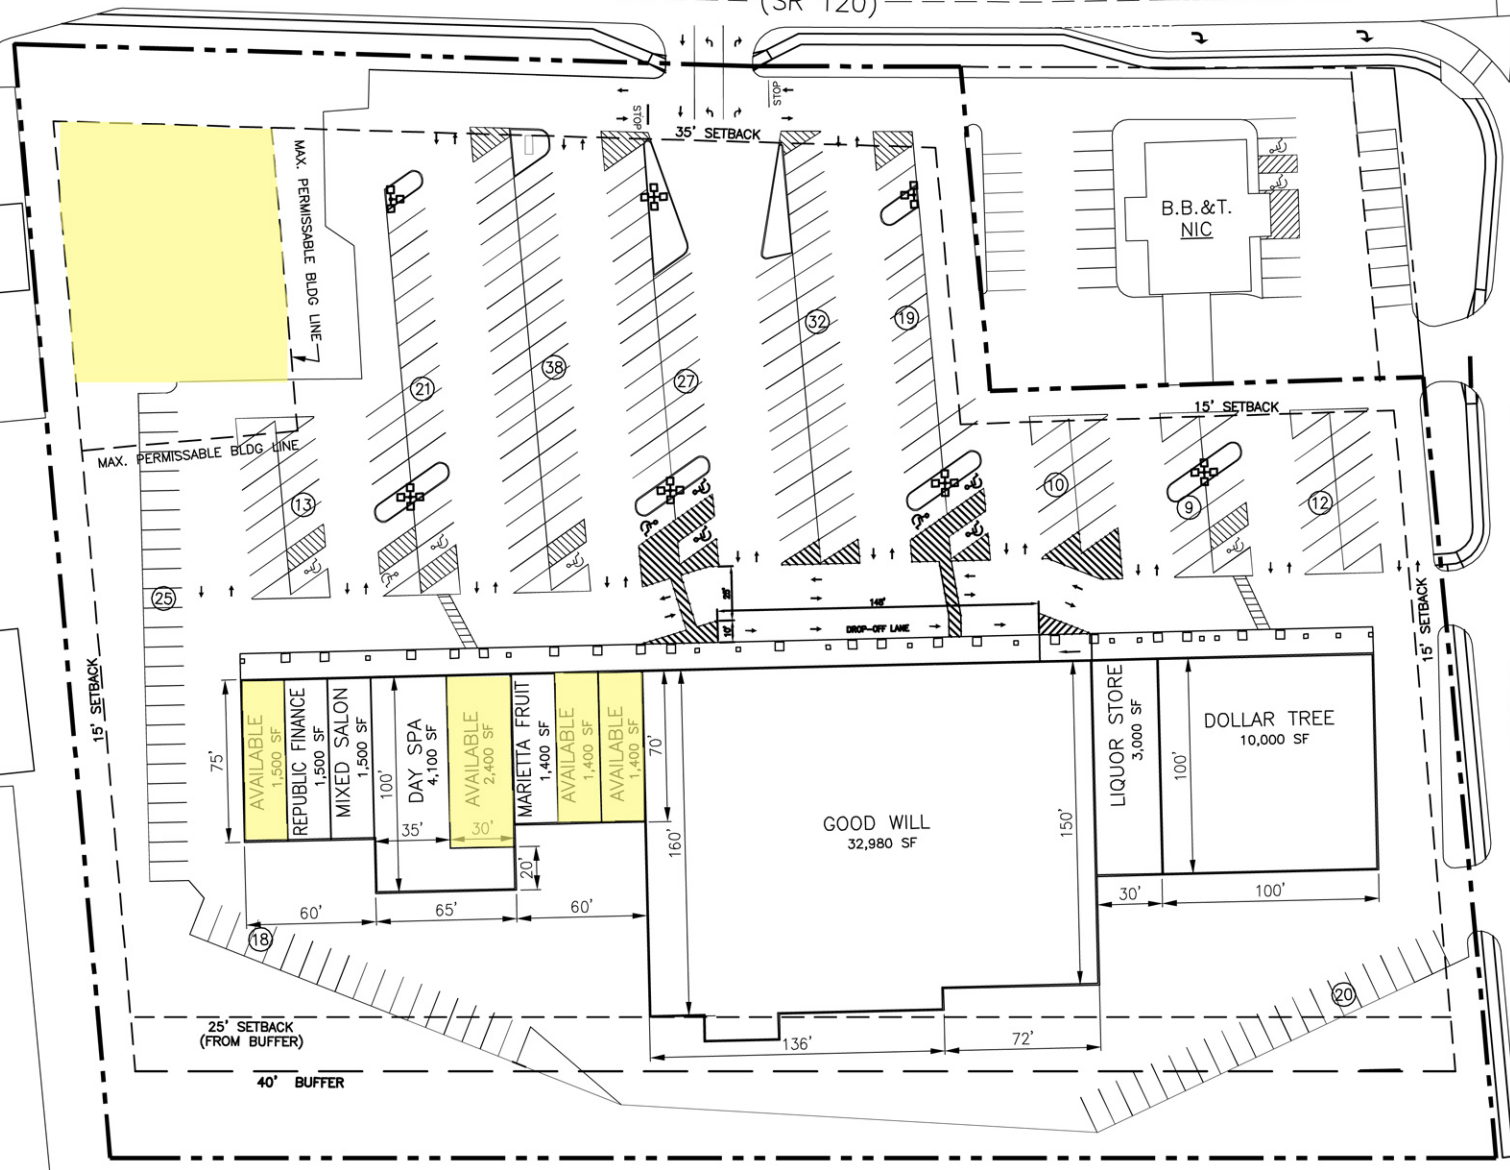 (SR 120)
STOP
STOP
35' SETBACK
MAX. PERMISSABLE BLDG LINE
B.B.&T.
NIC
32
19
38
27
21
15' SETBACK
MAX. PERMISSABLE BLDG LINE
13
10
9
12
25
25'
148'
10'
DROP-OFF LANE
15' SETBACK
15' SETBACK
75'
AVAILABLE
1,500 SF
REPUBLIC FINANCE
1,500 SF
MIXED SALON
1,500 SF
100'
DAY SPA
4,100 SF
35'
AVAILABLE
2,400 SF
30'
20'
MARIETTA FRUIT
1,400 SF
AVAILABLE
1,400 SF
AVAILABLE
1,400 SF
70'
160'
GOOD WILL
32,980 SF
150'
LIQUOR STORE
3,000 SF
100'
DOLLAR TREE
10,000 SF
30'
100'
60'
65'
60'
18
20
25' SETBACK
(FROM BUFFER)
136'
72'
40' BUFFER